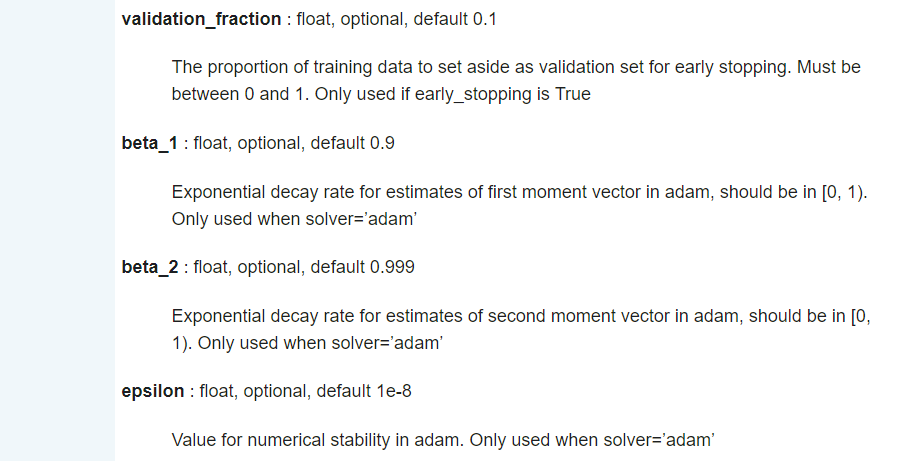 validation_fraction : float, optional, default 0.1
The proportion of training data to set aside as validation set for early stopping. Must be
between 0 and 1. Only used if early_stopping is True
beta_1 : float, optional, default 0.9
Exponential decay rate for estimates of first moment vector in adam, should be in [0, 1).
Only used when solver=’adam’
beta_2 : float, optional, default 0.999
Exponential decay rate for estimates of second moment vector in adam, should be in [0,
1). Only used when solver=’adam’
epsilon : float, optional, default 1e-8
Value for numerical stability in adam. Only used when solver=’adam’